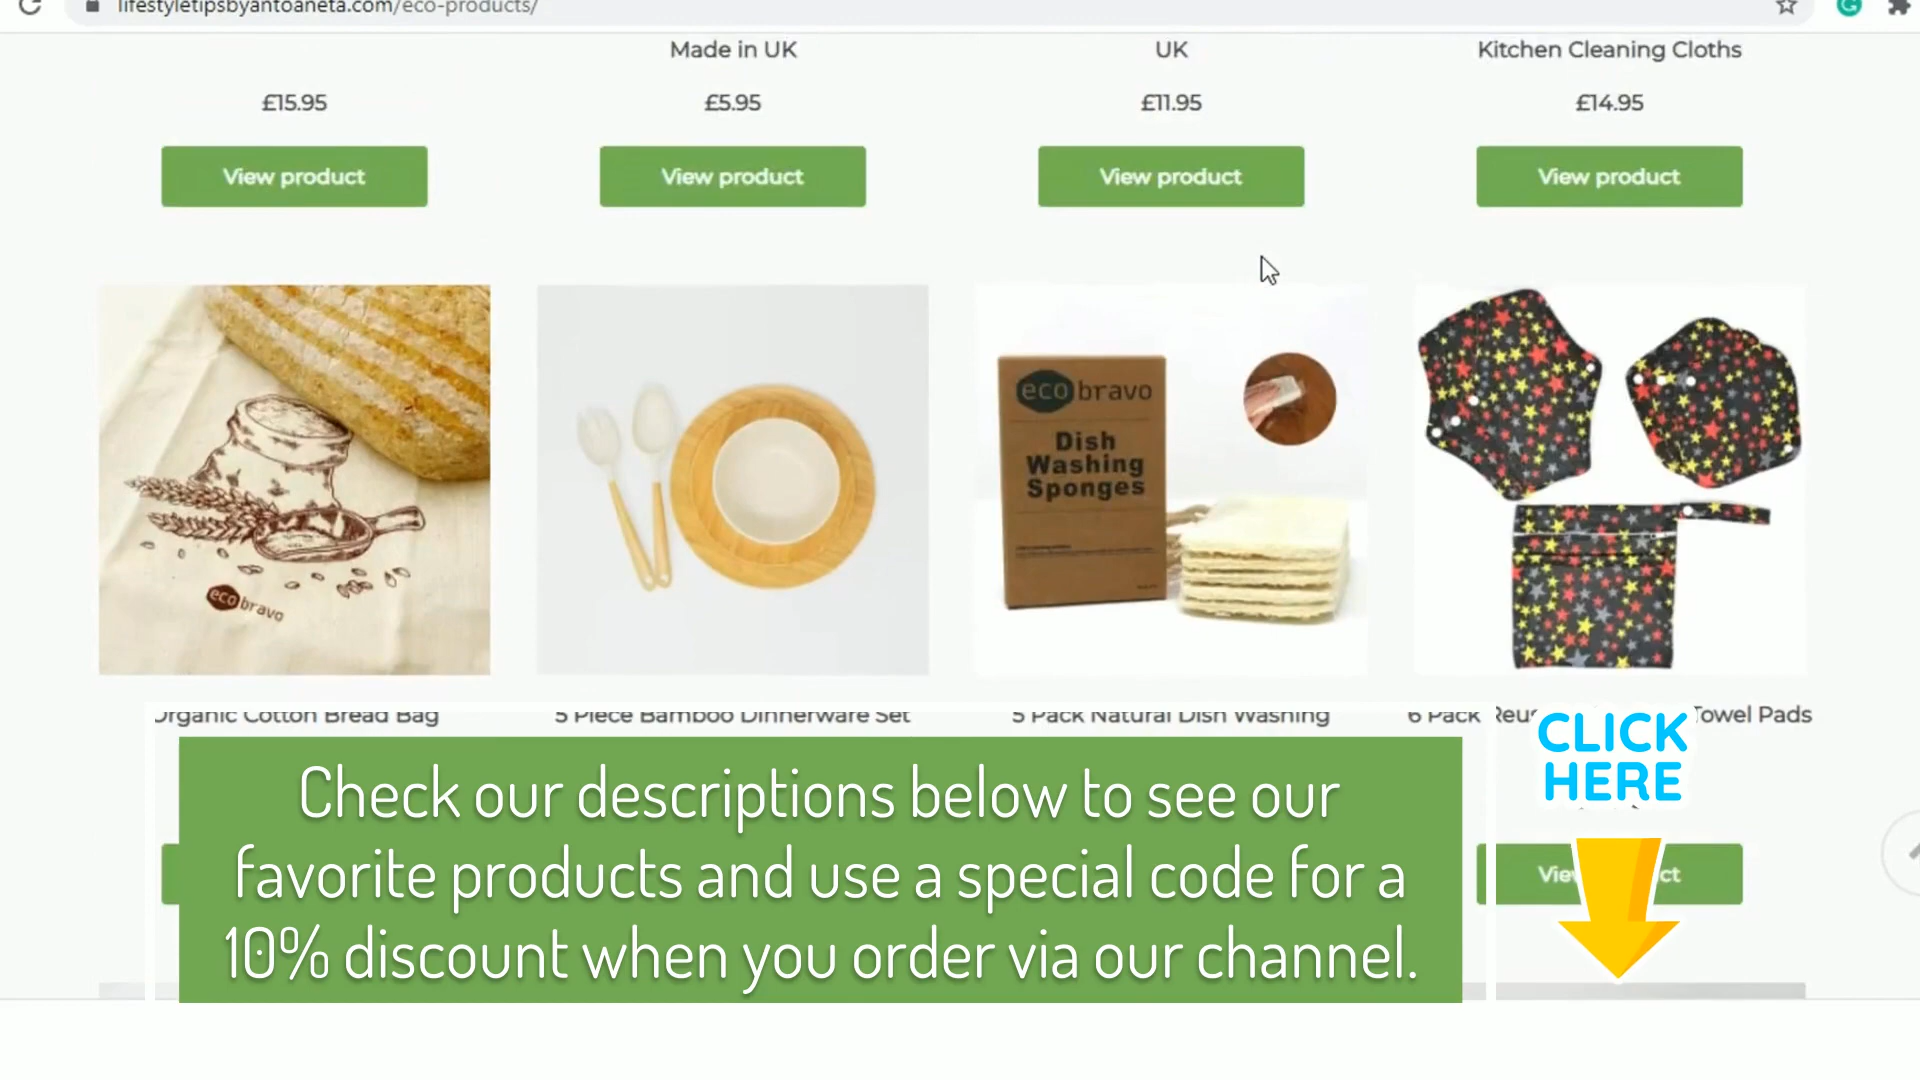 lifestyletipsbyantoaneta.com/eco-products/
Made in UK
UK
Kitchen Cleaning Cloths
£15.95
£5.95
£11.95
£14.95
View product
View product
View product
View product
eco bravo
eco bravo
Dish
Washing
Sponges
Organic Cotton Bread Bag
5 Piece Bamboo Dinnerware Set
5 Pack Natural Dish Washing
6 Pack Towel Pads
CLICK
HERE
Check our descriptions below to see our
favorite products and use a special code for a
10% discount when you order via our channel.